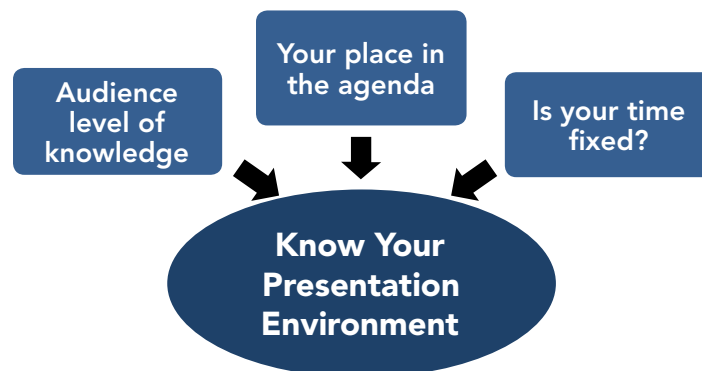 Audience
level of
knowledge
Your place in
the agenda
Is your time
fixed?
Know Your
Presentation
Environment